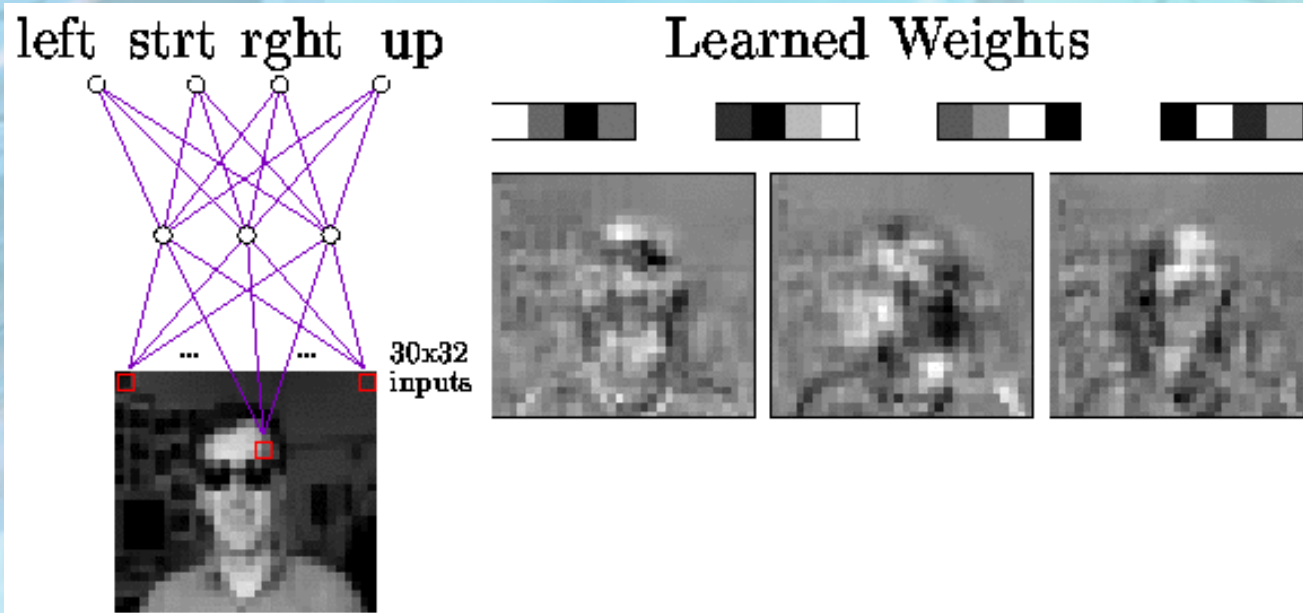 left strt rght up
Learned Weights
... ...
30x32
inputs